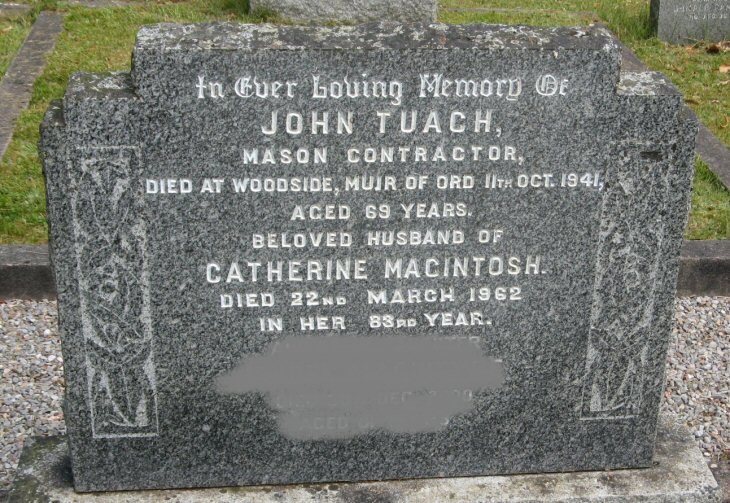 In Ever Loving Memory Of
JOHN TUACH,
MASON CONTRACTOR,
DIED AT WOODSIDE, MUIR OF ORD 11TH OCT. 1941,
AGED 69 YEARS.
BELOVED HUSBAND OF
CATHERINE MACINTOSH.
DIED 22ND MARCH 1962
IN HER 83RD YEAR.
AGED